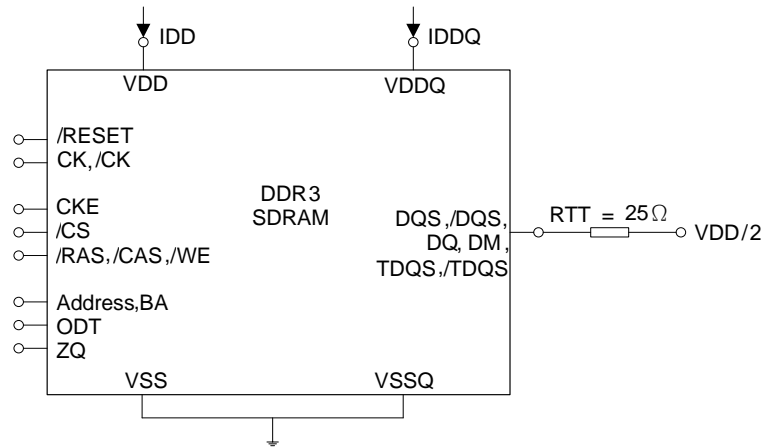 IDD
IDDQ
VDD
VDDQ
/RESET
CK, /CK
CKE
/CS
/RAS, /CAS, /WE
Address,BA
ODT
ZQ
DDR3
SDRAM
DQS, /DQS,
DQ, DM ,
TDQS, /TDQS
RTT = 25Ω
VDD/2
VSS
VSSQ